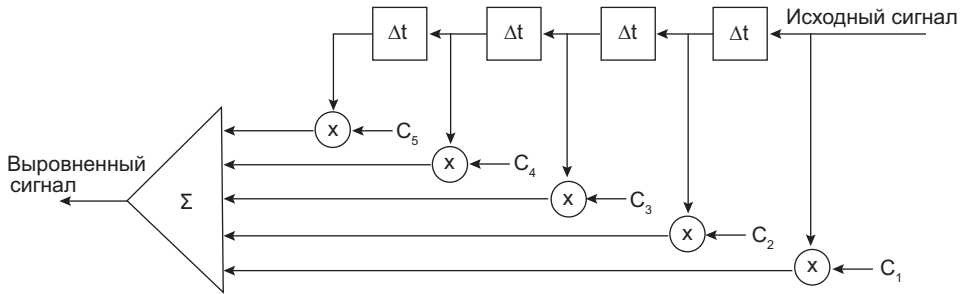 Исходный сигнал
Δt Δt Δt Δt
x C5
x C4
x C3
x C2
x C1
Выровненный
сигнал
Σ